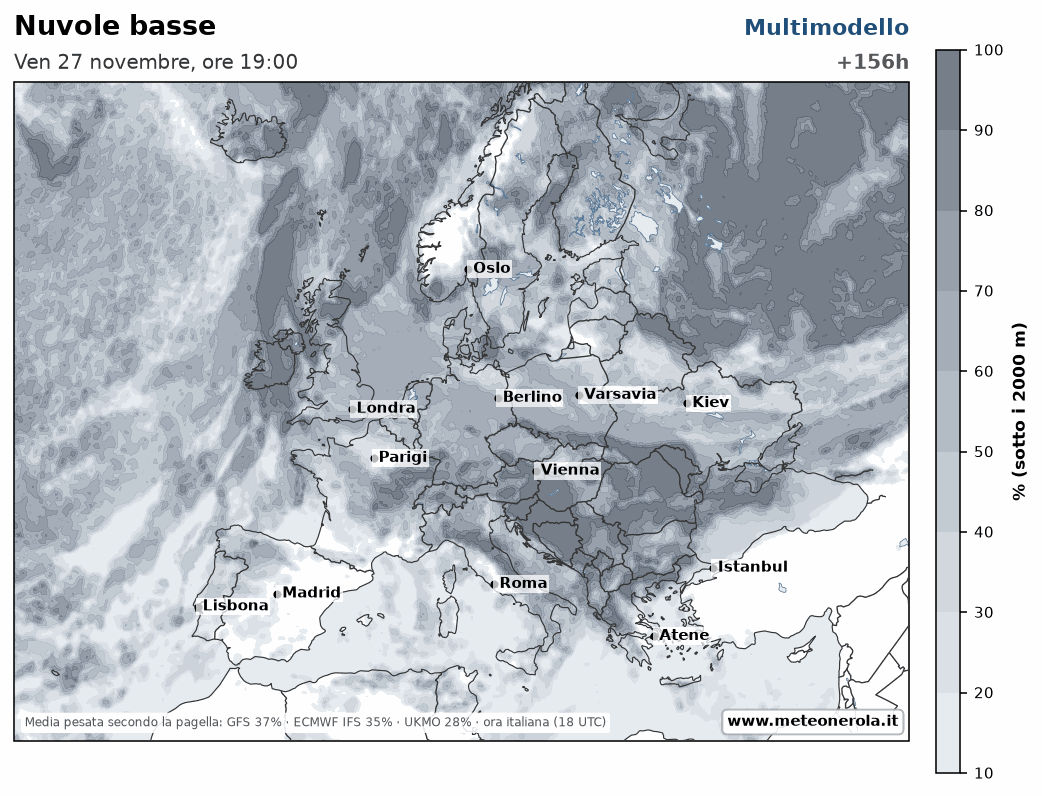 Nuvole basse
Multimodello
Ven 27 novembre, ore 19:00
+156h
Oslo
Londra
Berlino
Varsavia
Kiev
Parigi
Vienna
Istanbul
Roma
Madrid
Lisbona
Atene
Media pesata secondo la pagella: GFS 37% · ECMWF IFS 35% · UKMO 28% · ora italiana (18 UTC)
www.meteonerola.it
100
90
80
70
60
50
40
30
20
10
% (sotto i 2000 m)